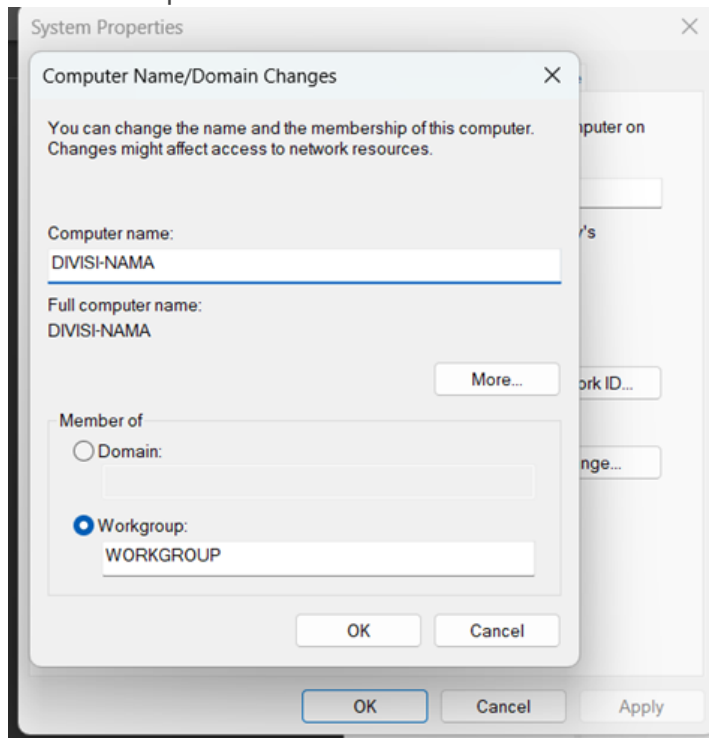 System Properties
Computer Name/Domain Changes
You can change the name and the membership of this computer.
Changes might affect access to network resources.
Computer name:
DIVISI-NAMA
Full computer name:
DIVISI-NAMA
More...
Member of
Domain:
Workgroup:
WORKGROUP
OK
Cancel
OK
Cancel
Apply